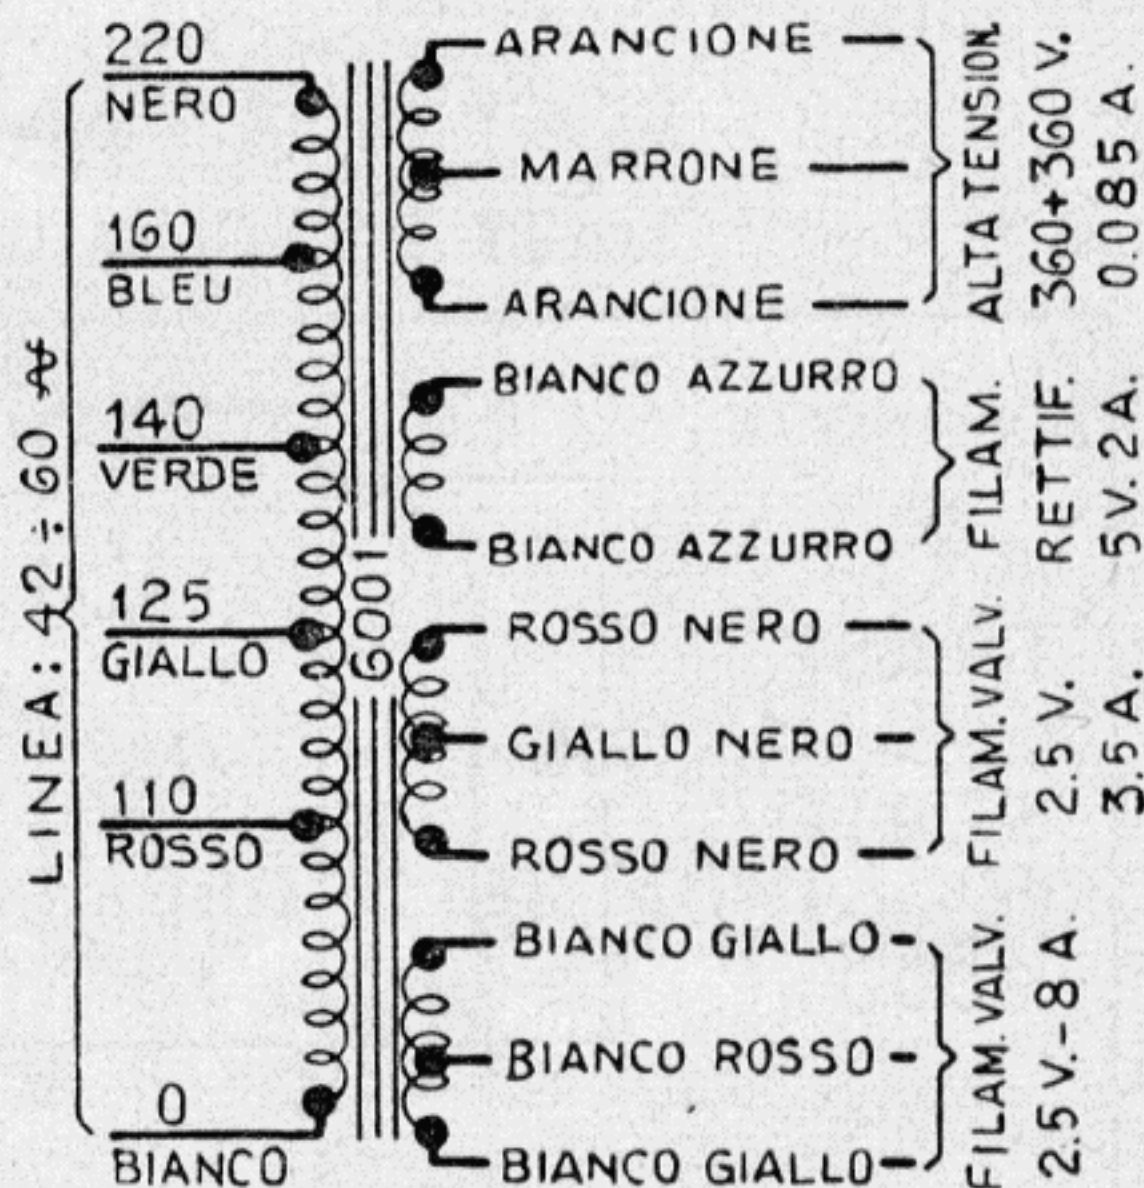 LINEA: 42 ÷ 60
220
NERO
160
BLEU
140
VERDE
125
GIALLO
110
ROSSO
0
BIANCO
6001
ARANCIONE
MARRONE
ARANCIONE
ALTA TENSION.
360+360 V.
0.085 A.
BIANCO AZZURRO
BIANCO AZZURRO
FILAM.
RETTIF.
5V. 2A.
ROSSO NERO
GIALLO NERO
ROSSO NERO
FILAM. VALV.
2.5 V.
3.5 A.
BIANCO GIALLO
BIANCO ROSSO
BIANCO GIALLO
FILAM. VALV.
2.5 V.-8 A.